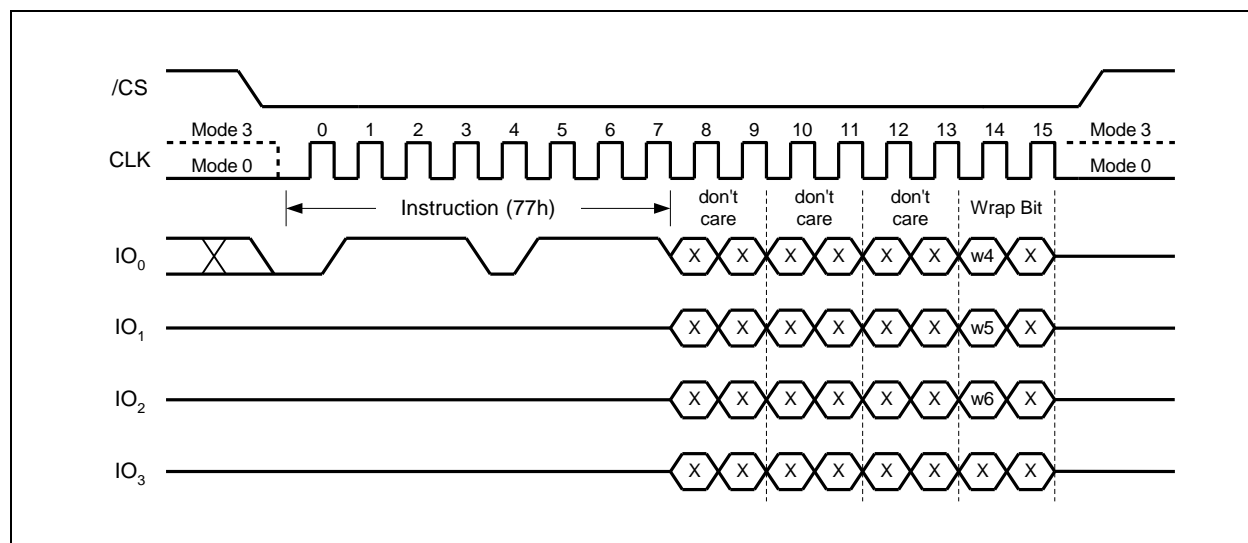 /CS
Mode 3 0 1 2 3 4 5 6 7 8 9 10 11 12 13 14 15 Mode 3
CLK
Mode 0 Mode 0
Instruction (77h) don't care don't care don't care Wrap Bit
IO0 X X X X X X w4 X
IO1 X X X X X X w5 X
IO2 X X X X X X w6 X
IO3 X X X X X X X X